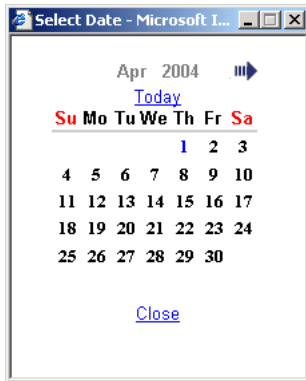 Select Date - Microsoft I...
Apr 2004
Today
Su Mo Tu We Th Fr Sa
1 2 3
4 5 6 7 8 9 10
11 12 13 14 15 16 17
18 19 20 21 22 23 24
25 26 27 28 29 30
Close